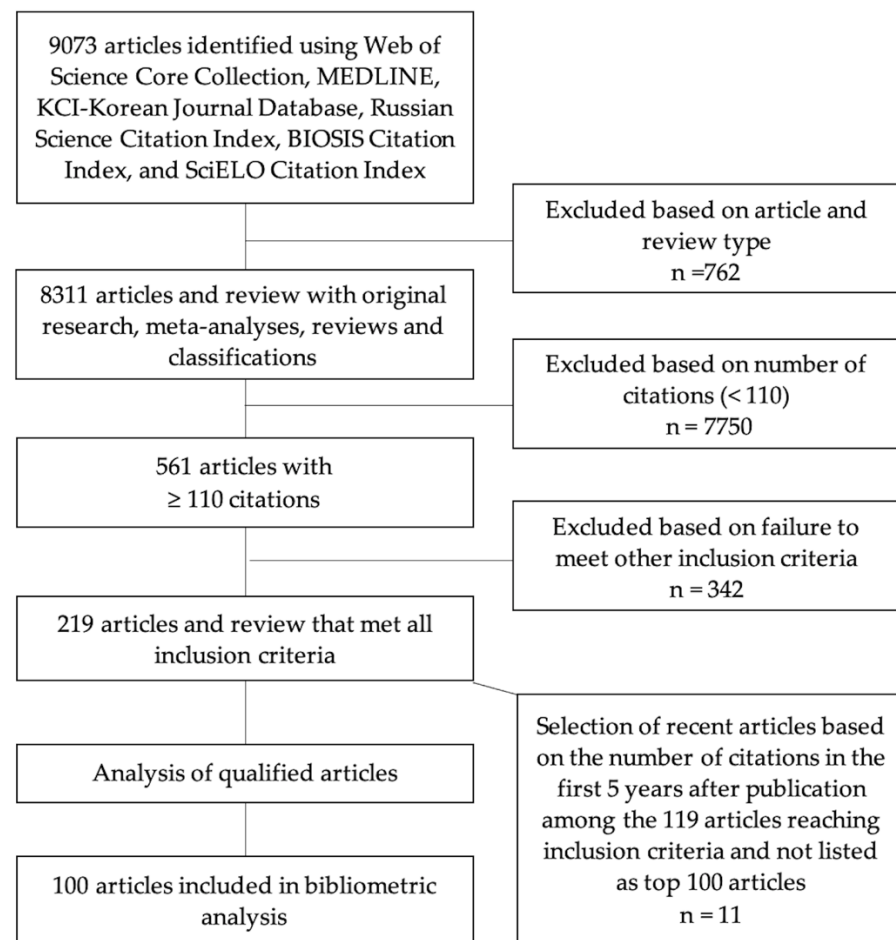 9073 articles identified using Web of
Science Core Collection, MEDLINE,
KCI-Korean Journal Database, Russian
Science Citation Index, BIOSIS Citation
Index, and SciELO Citation Index
Excluded based on article and
review type
n =762
8311 articles and review with original
research, meta-analyses, reviews and
classifications
Excluded based on number of
citations (< 110)
n = 7750
561 articles with
≥ 110 citations
Excluded based on failure to
meet other inclusion criteria
n = 342
219 articles and review that met all
inclusion criteria
Selection of recent articles based
on the number of citations in the
first 5 years after publication
among the 119 articles reaching
inclusion criteria and not listed
as top 100 articles
n = 11
Analysis of qualified articles
100 articles included in bibliometric
analysis